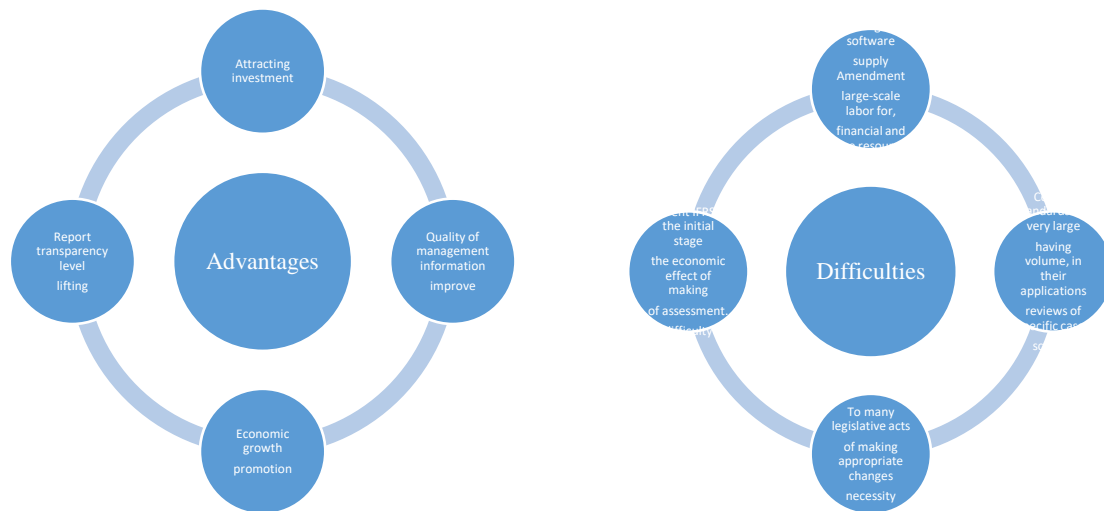 Attracting
investment
Report
transparency
level
lifting
Advantages
Quality of
management
information
improve
Economic
growth
promotion
software
supply
Amendment
large-scale
labor for,
financial and
IFRS
the initial
stage
the economic
effect of
making
of assessment.
Difficulties
very large
having
volume, in
their
applications
reviews of
To many
legislative acts
of making
appropriate
changes
necessity